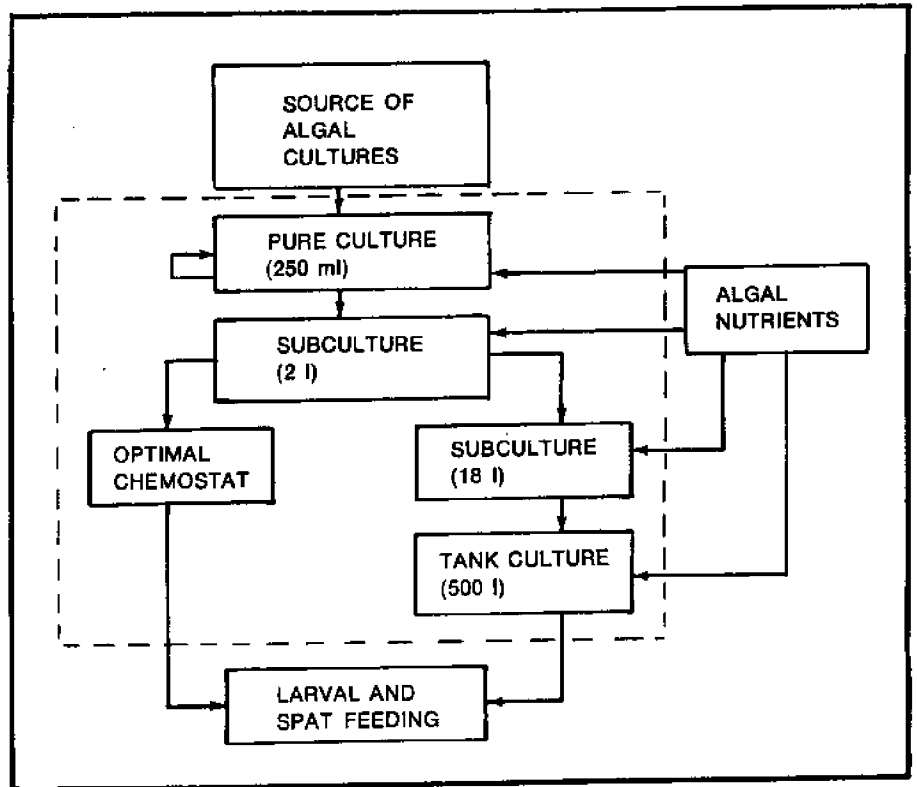 SOURCE OF
ALGAL
CULTURES
PURE CULTURE
(250 ml)
ALGAL
NUTRIENTS
SUBCULTURE
(2 l)
OPTIMAL
CHEMOSTAT
SUBCULTURE
(18 l)
TANK CULTURE
(500 l)
LARVAL AND
SPAT FEEDING